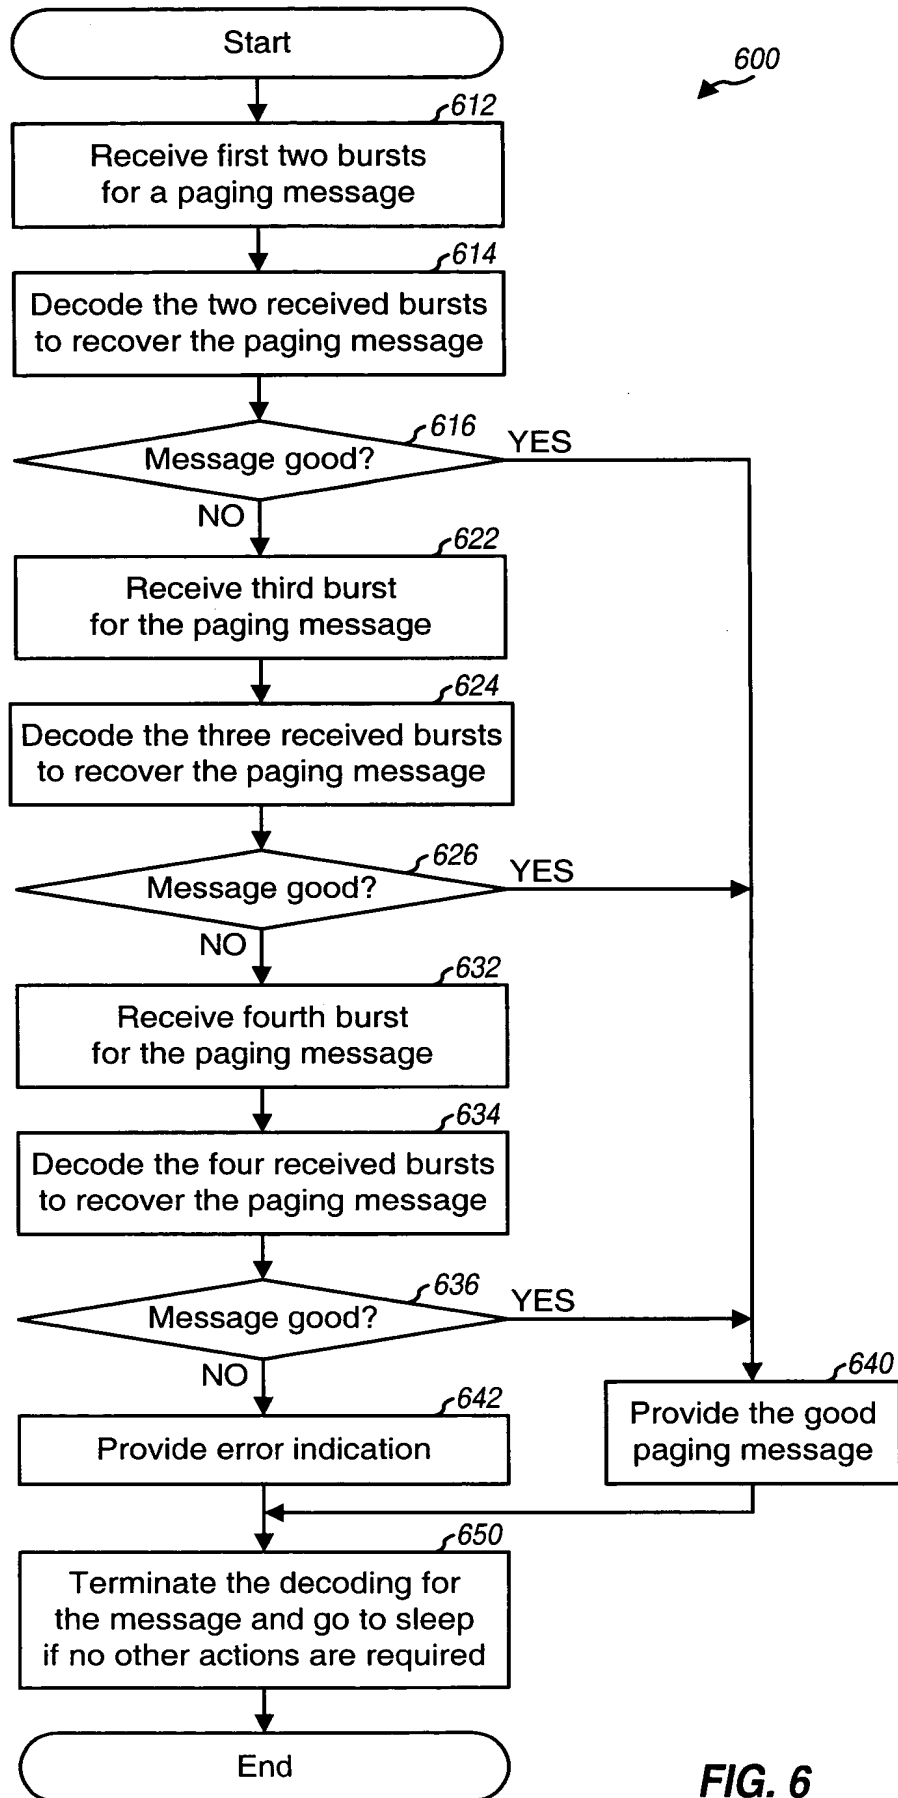 Start
600
612
Receive first two bursts
for a paging message
614
Decode the two received bursts
to recover the paging message
616
Message good?
YES
NO
622
Receive third burst
for the paging message
624
Decode the three received bursts
to recover the paging message
626
Message good?
YES
NO
632
Receive fourth burst
for the paging message
634
Decode the four received bursts
to recover the paging message
636
Message good?
YES
NO
640
Provide the good
paging message
642
Provide error indication
650
Terminate the decoding for
the message and go to sleep
if no other actions are required
End
FIG. 6